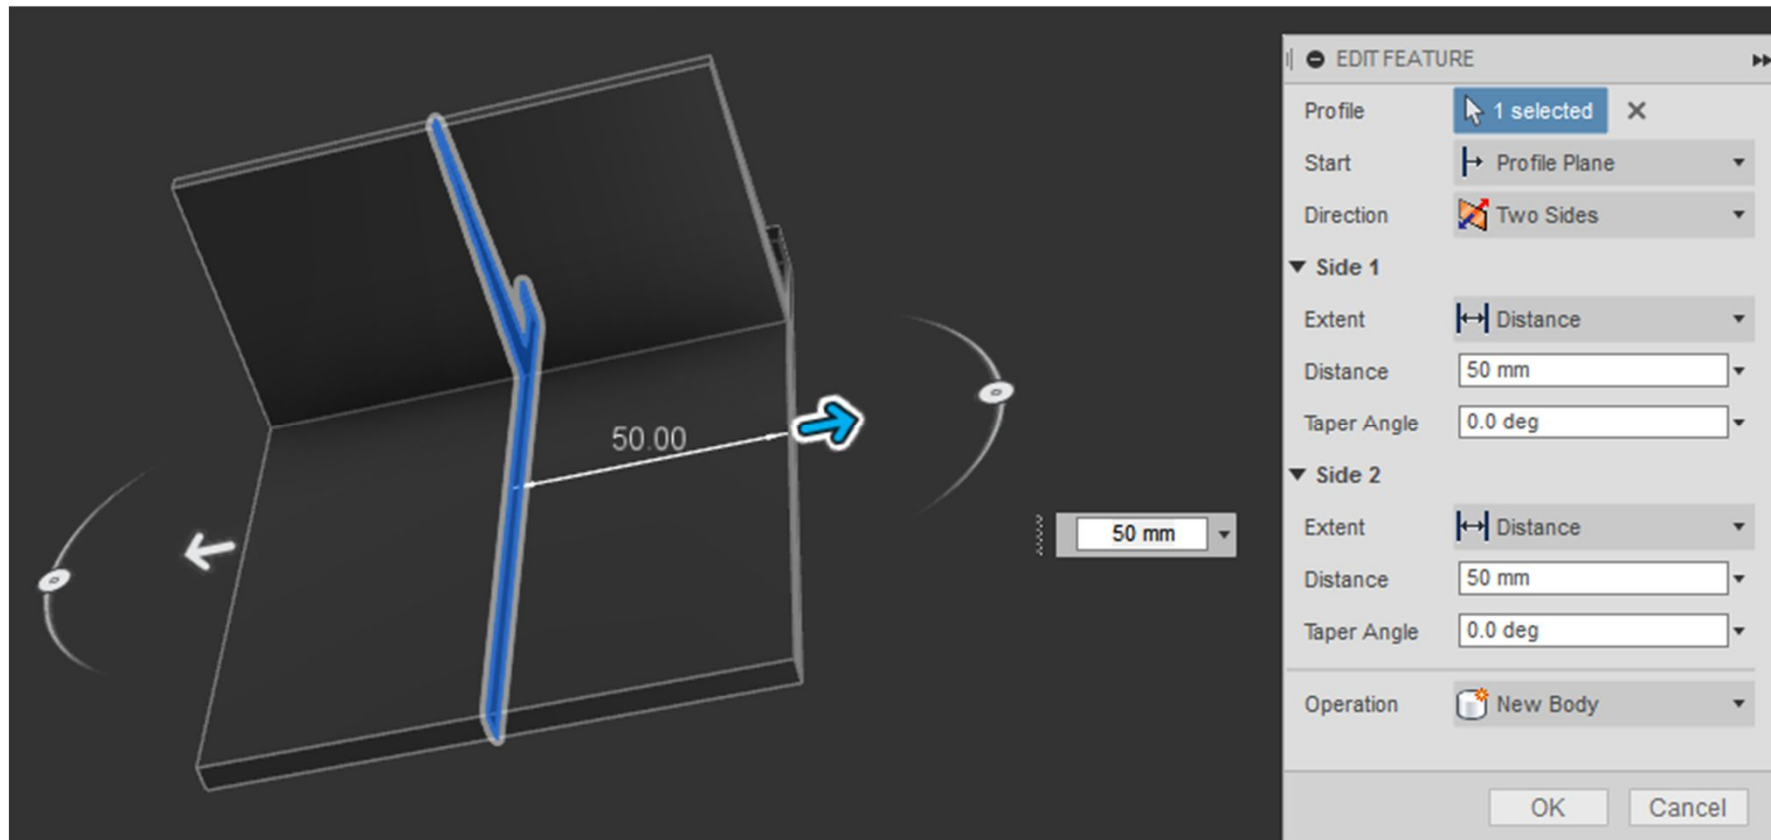 EDIT FEATURE
Profile 1 selected
Start Profile Plane
Direction Two Sides
Side 1
Extent Distance
Distance 50 mm
Taper Angle 0.0 deg
Side 2
Extent Distance
Distance 50 mm
Taper Angle 0.0 deg
Operation New Body
OK Cancel
50.00
50 mm